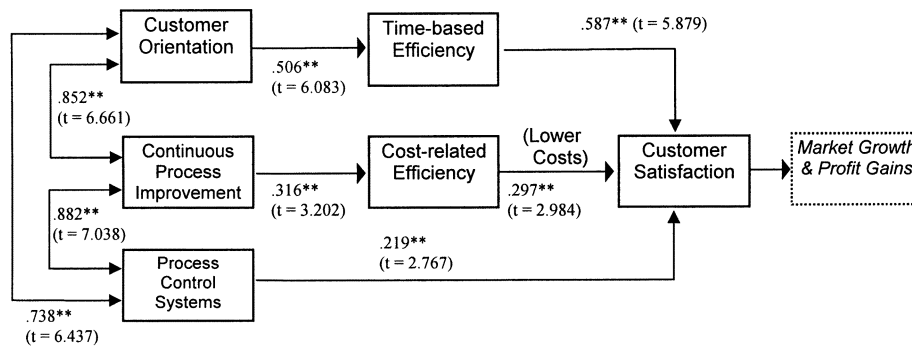 Customer
Orientation
.506**
(t = 6.083)
Time-based
Efficiency
.587** (t = 5.879)
.852**
(t = 6.661)
Continuous
Process
Improvement
.316**
(t = 3.202)
Cost-related
Efficiency
(Lower
Costs)
.297**
(t = 2.984)
Customer
Satisfaction
Market Growth
& Profit Gains
.882**
(t = 7.038)
Process
Control
Systems
.219**
(t = 2.767)
.738**
(t = 6.437)